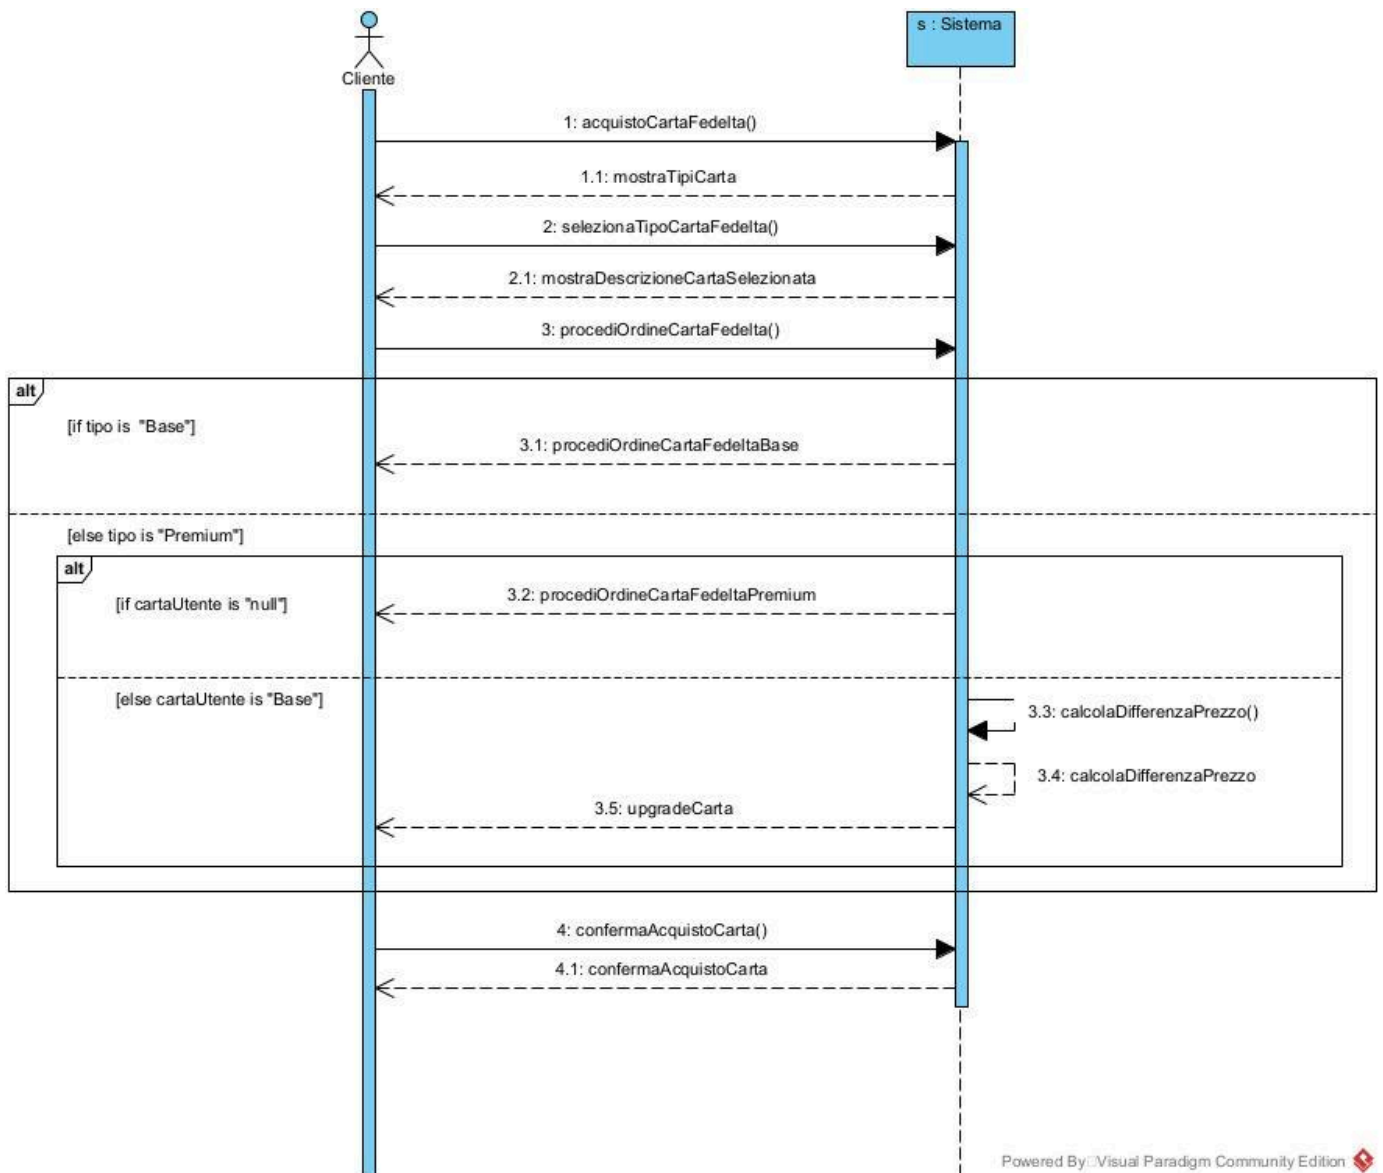 s : Sistema
Cliente
1: acquistoCartaFedelta()
1.1: mostraTipiCarta
2: selezionaTipoCartaFedelta()
2.1: mostraDescrizioneCartaSelezionata
3: procediOrdineCartaFedelta()
alt
[if tipo is "Base"]
3.1: procediOrdineCartaFedeltaBase
[else tipo is "Premium"]
alt
[if cartaUtente is "null"]
3.2: procediOrdineCartaFedeltaPremium
[else cartaUtente is "Base"]
3.3: calcolaDifferenzaPrezzo()
3.4: calcolaDifferenzaPrezzo
3.5: upgradeCarta
4: confermaAcquistoCarta()
4.1: confermaAcquistoCarta
Powered By Visual Paradigm Community Edition